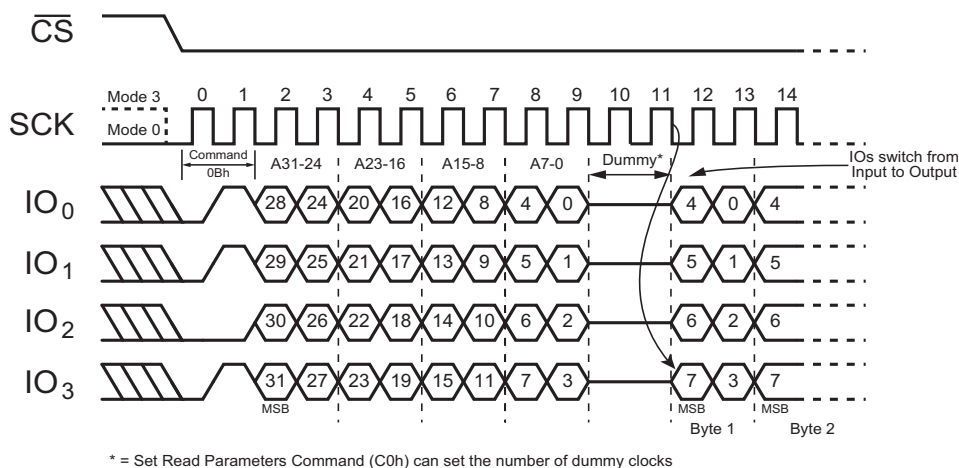 CS
Mode 3
0 1 2 3 4 5 6 7 8 9 10 11 12 13 14
SCK
Mode 0
Command
0Bh
A31-24 A23-16 A15-8 A7-0
Dummy*
IOs switch from
Input to Output
IO0 28 24 20 16 12 8 4 0 4 0 4
IO1 29 25 21 17 13 9 5 1 5 1 5
IO2 30 26 22 18 14 10 6 2 6 2 6
IO3 31 27 23 19 15 11 7 3 7 3 7
MSB MSB MSB
Byte 1 Byte 2
* = Set Read Parameters Command (C0h) can set the number of dummy clocks